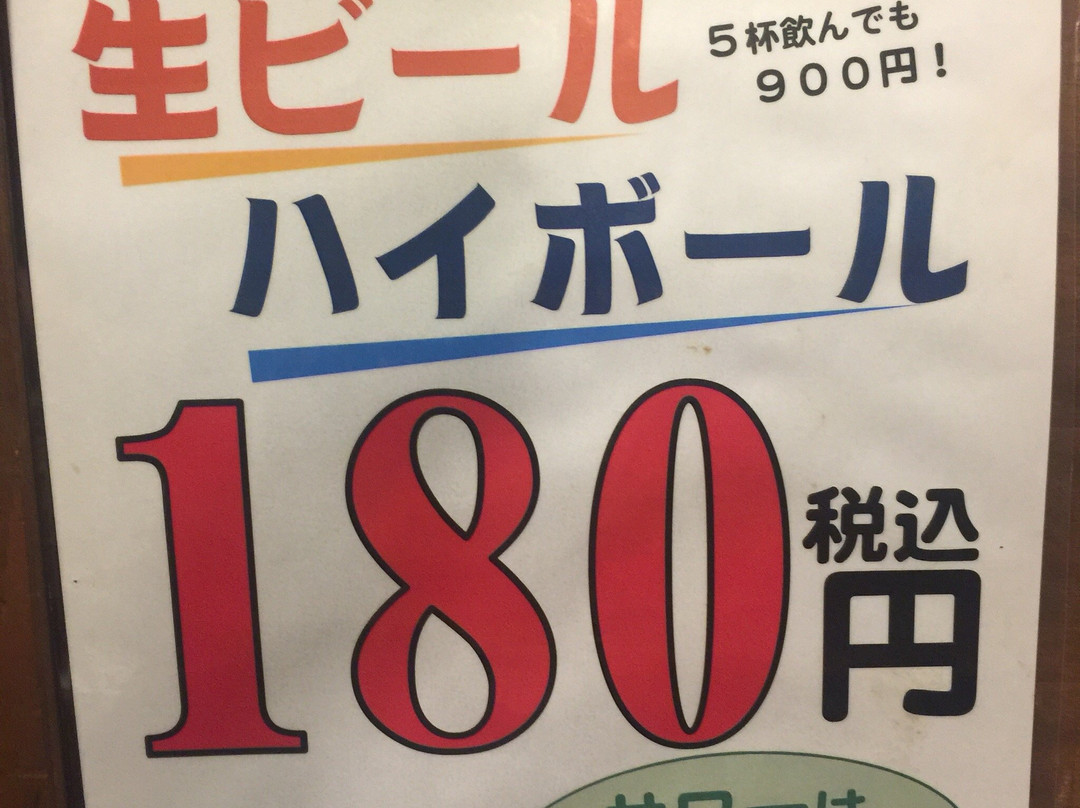 生ビール
5杯飲んでも
900円！
ハイボール
180
税込
円